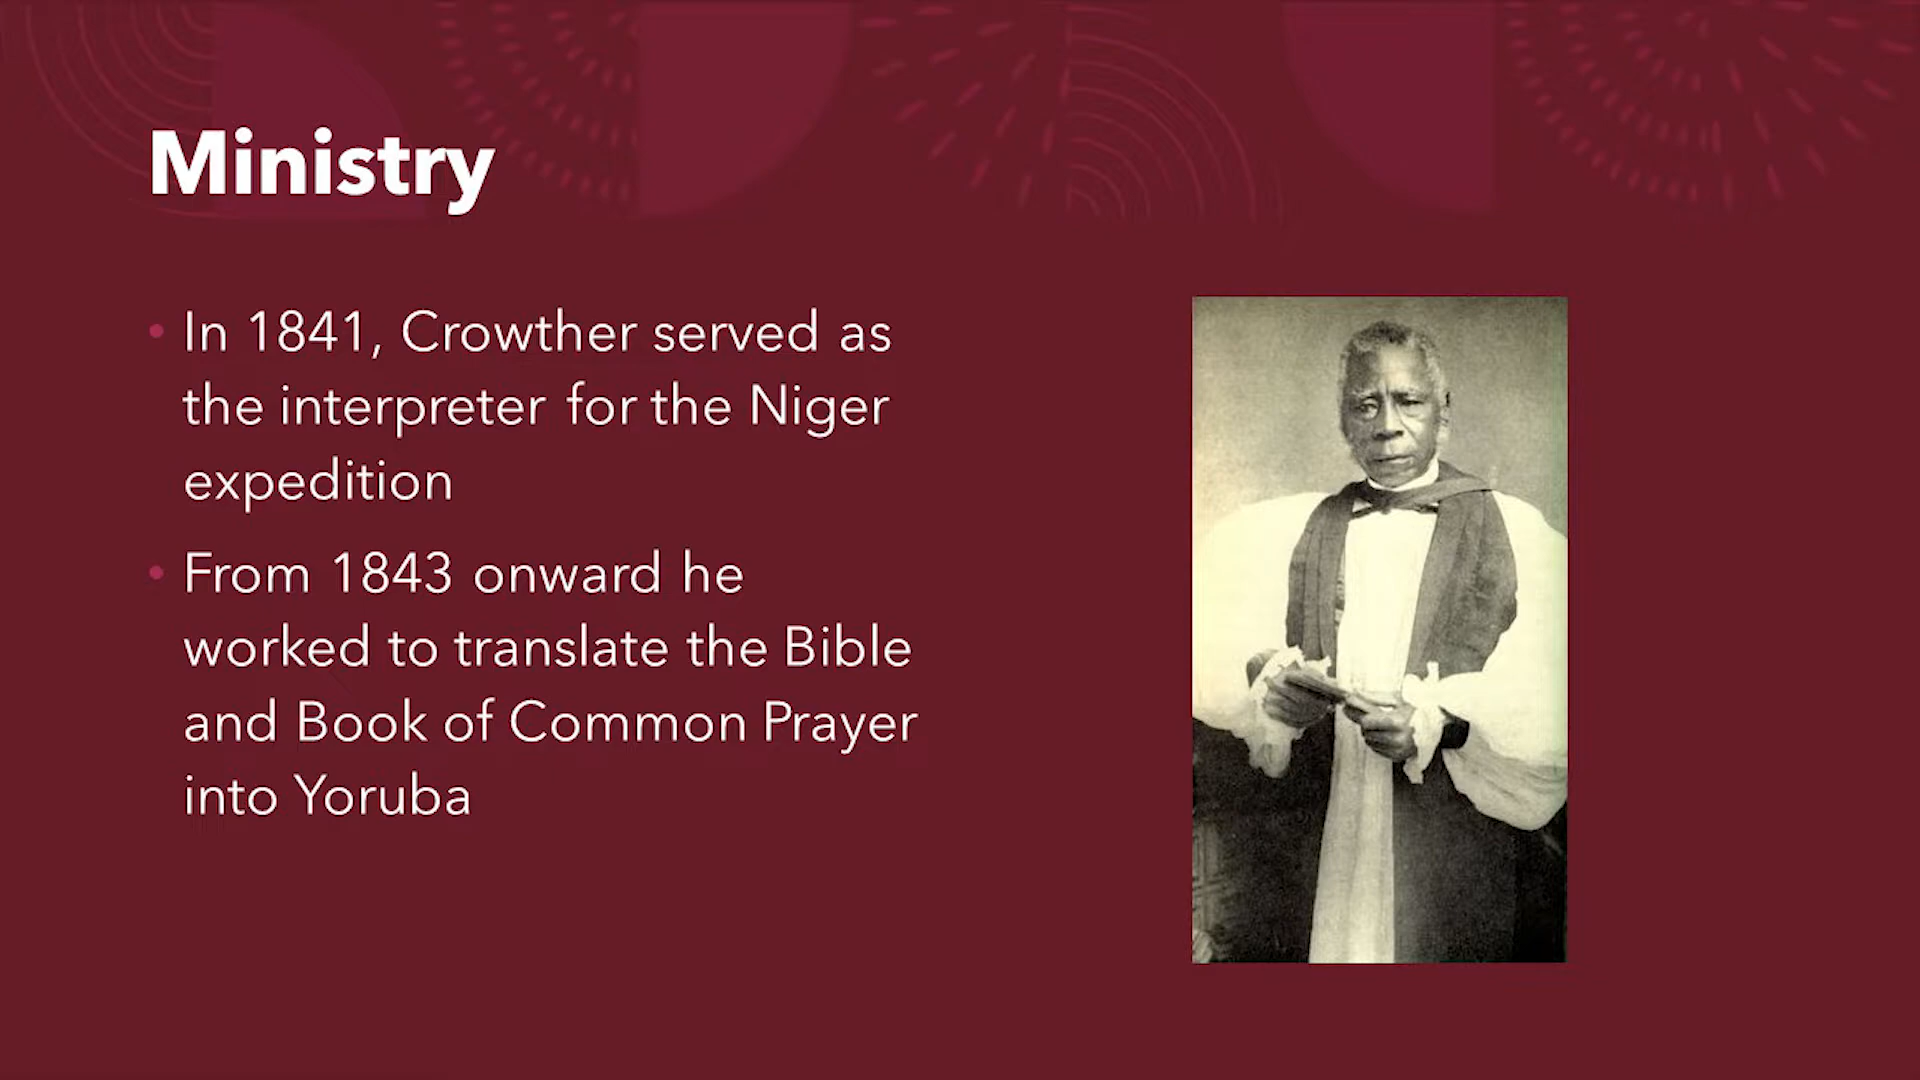 Ministry
• In 1841, Crowther served as
the interpreter for the Niger
expedition
• From 1843 onward he
worked to translate the Bible
and Book of Common Prayer
into Yoruba